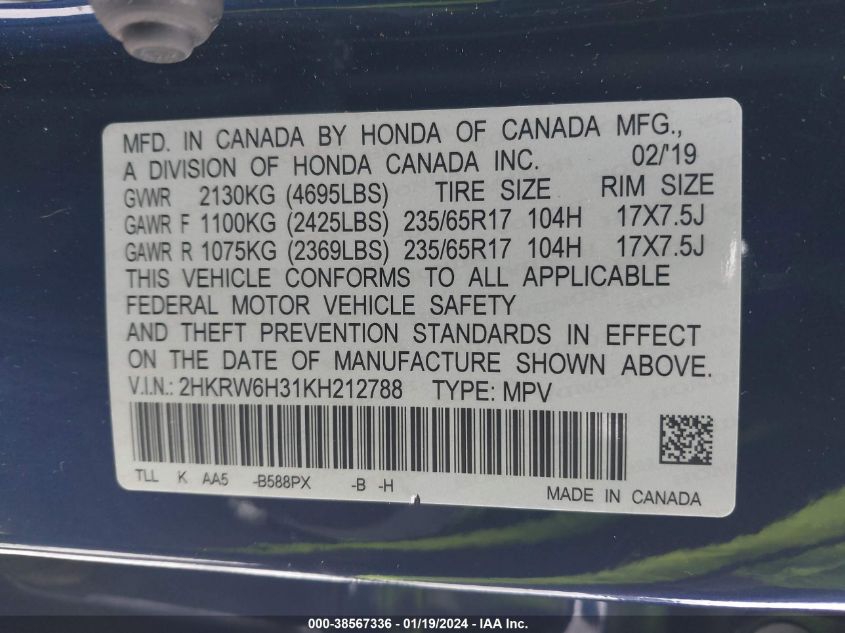 MFD. IN CANADA BY HONDA OF CANADA MFG.,
A DIVISION OF HONDA CANADA INC. 02/'19
GVWR 2130KG (4695LBS) TIRE SIZE RIM SIZE
GAWR F 1100KG (2425LBS) 235/65R17 104H 17X7.5J
GAWR R 1075KG (2369LBS) 235/65R17 104H 17X7.5J
THIS VEHICLE CONFORMS TO ALL APPLICABLE
FEDERAL MOTOR VEHICLE SAFETY
AND THEFT PREVENTION STANDARDS IN EFFECT
ON THE DATE OF MANUFACTURE SHOWN ABOVE.
V.I.N.: 2HKRW6H31KH212788 TYPE: MPV
TLL K AA5 -B588PX -B -H
MADE IN CANADA
000-38567336 - 01/19/2024 - IAA Inc.